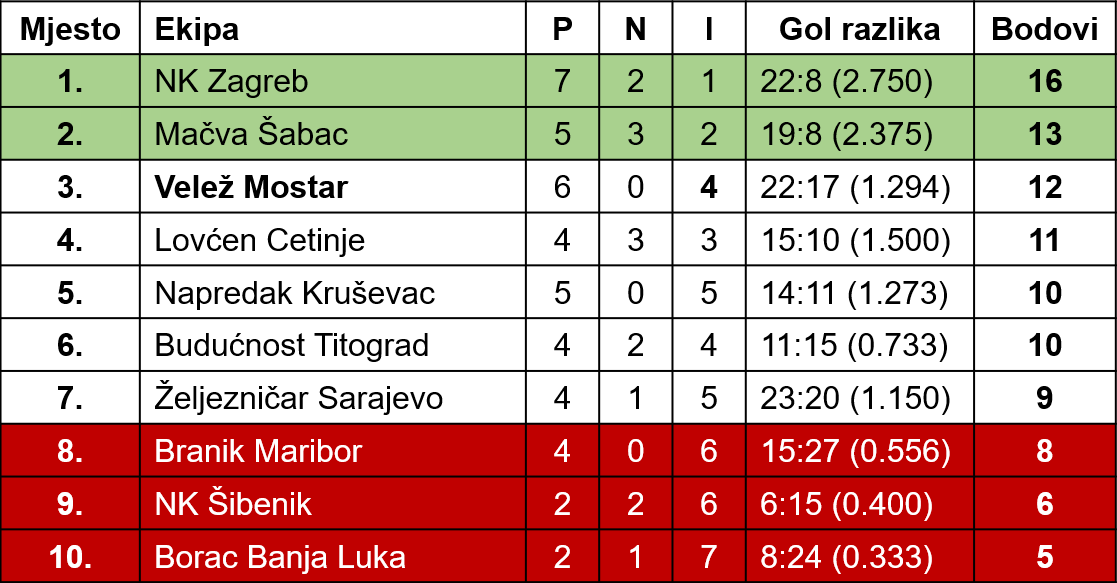 Mjesto Ekipa P N I Gol razlika Bodovi
1. NK Zagreb 7 2 1 22:8 (2.750) 16
2. Mačva Šabac 5 3 2 19:8 (2.375) 13
3. Velež Mostar 6 0 4 22:17 (1.294) 12
4. Lovćen Cetinje 4 3 3 15:10 (1.500) 11
5. Napredak Kruševac 5 0 5 14:11 (1.273) 10
6. Budućnost Titograd 4 2 4 11:15 (0.733) 10
7. Željezničar Sarajevo 4 1 5 23:20 (1.150) 9
8. Branik Maribor 4 0 6 15:27 (0.556) 8
9. NK Šibenik 2 2 6 6:15 (0.400) 6
10. Borac Banja Luka 2 1 7 8:24 (0.333) 5